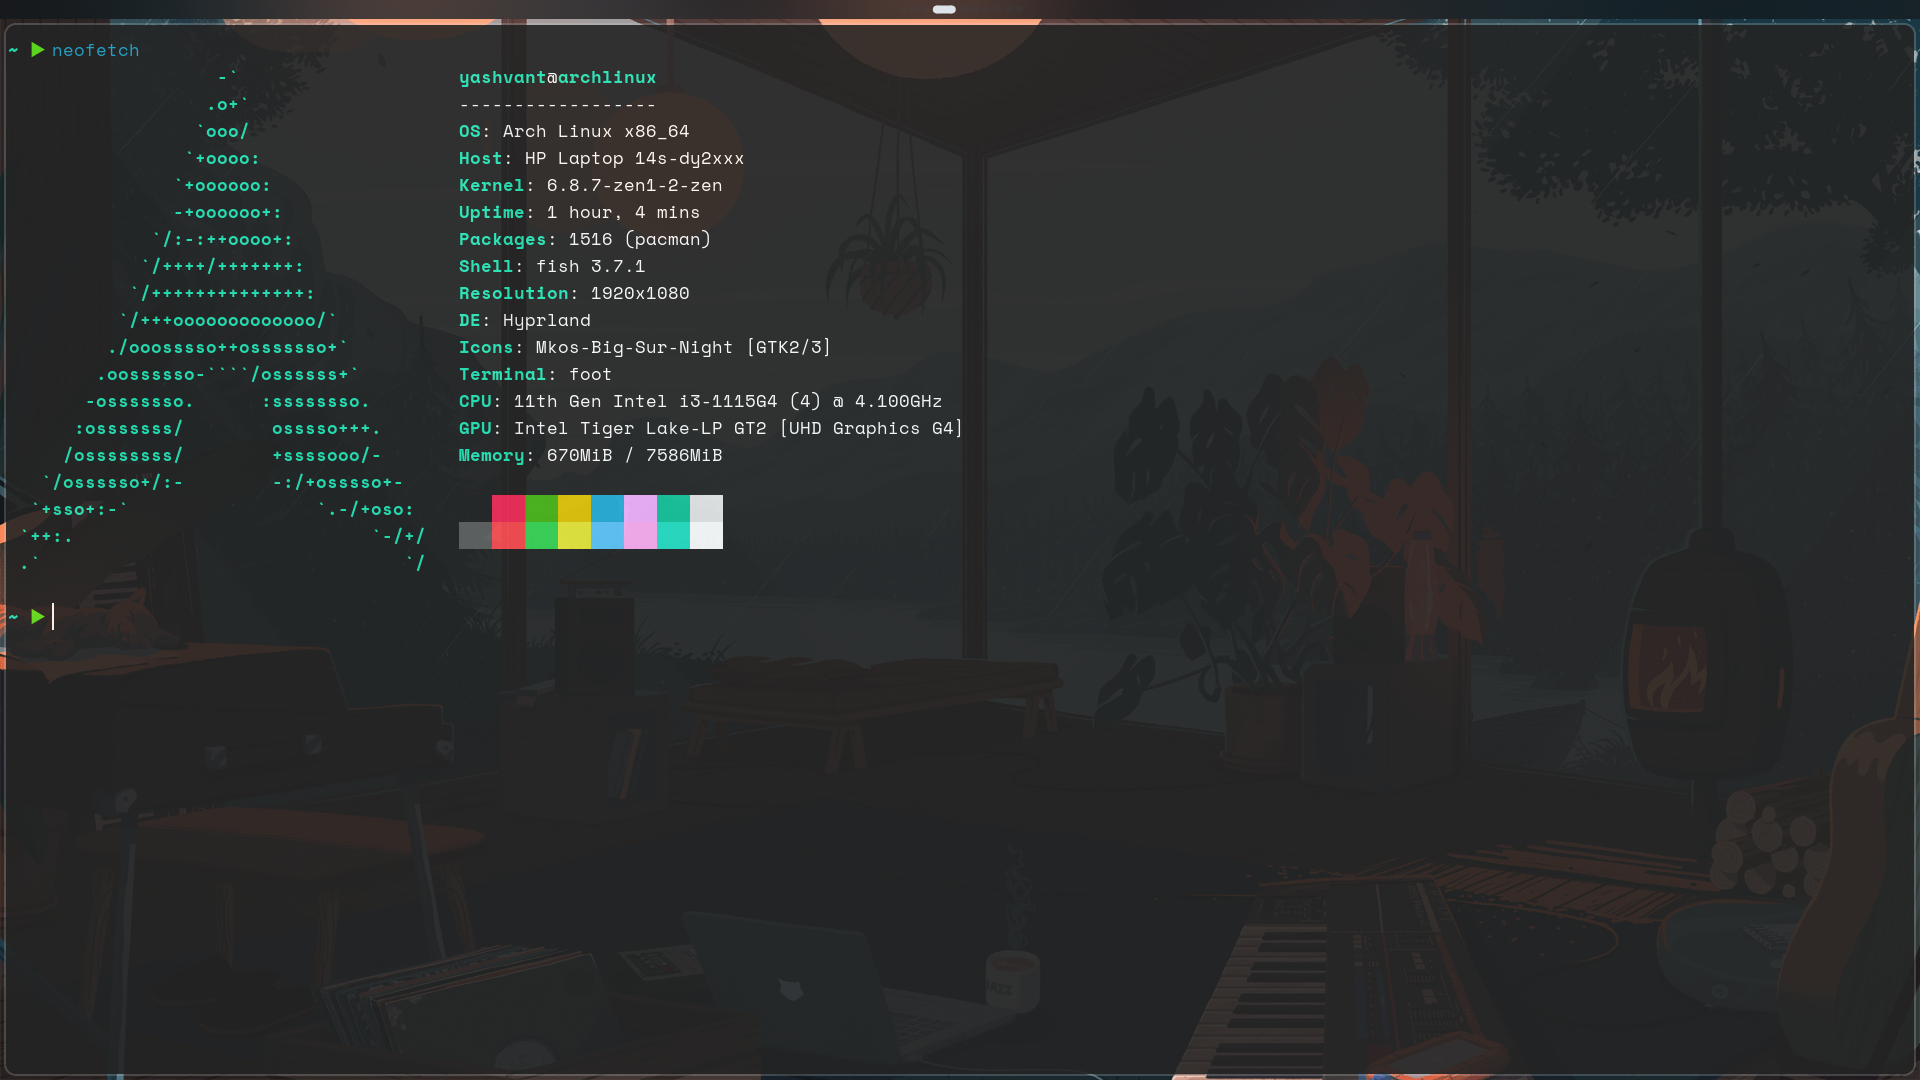 ~ ▶ neofetch
                  -`                     yashvant@archlinux
                 .o+`                    ------------------
                `ooo/                    OS: Arch Linux x86_64
               `+oooo:                   Host: HP Laptop 14s-dy2xxx
              `+oooooo:                  Kernel: 6.8.7-zen1-2-zen
              -+oooooo+:                 Uptime: 1 hour, 4 mins
            `/:-:++oooo+:                Packages: 1516 (pacman)
           `/++++/+++++++:               Shell: fish 3.7.1
          `/++++++++++++++:              Resolution: 1920x1080
         `/+++ooooooooooooo/`            DE: Hyprland
        ./ooosssso++osssssso+`           Icons: Mkos-Big-Sur-Night [GTK2/3]
       .oossssso-````/ossssss+`          Terminal: foot
      -osssssso.      :ssssssso.         CPU: 11th Gen Intel i3-1115G4 (4) @ 4.100GHz
     :osssssss/        osssso+++.        GPU: Intel Tiger Lake-LP GT2 [UHD Graphics G4]
    /ossssssss/        +ssssooo/-        Memory: 670MiB / 7586MiB
  `/ossssso+/:-        -:/+osssso+-
 `+sso+:-`                 `.-/+oso:
`++:.                           `-/+/
.`                                 `/
~ ▶